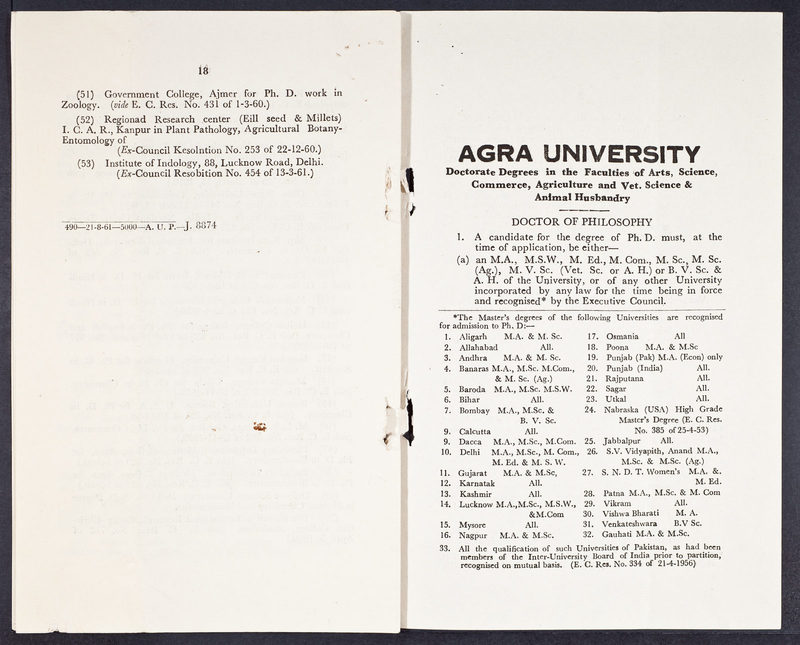 18
(51) Government College, Ajmer for Ph. D. work in
Zoology. (vide E. C. Res. No. 431 of 1-3-60.)
(52) Regionad Research center (Eill seed & Millets)
I. C. A. R., Kanpur in Plant Pathology, Agricultural Botany-
Entomology of
(Ex-Council Kesolntion No. 253 of 22-12-60.)
(53) Institute of Indology, 88, Lucknow Road, Delhi.
(Ex-Council Resobition No. 454 of 13-3-61.)
490—21-8-61—5000—A. U. P.—J. 8874
AGRA UNIVERSITY
Doctorate Degrees in the Faculties of Arts, Science,
Commerce, Agriculture and Vet. Science &
Animal Husbandry
DOCTOR OF PHILOSOPHY
1. A candidate for the degree of Ph. D. must, at the
time of application, be either—
(a) an M.A., M.S.W., M. Ed., M. Com., M. Sc., M. Sc.
(Ag.), M. V. Sc. (Vet. Sc. or A. H.) or B. V. Sc. &
A. H. of the University, or of any other University
incorporated by any law for the time being in force
and recognised* by the Executive Council.
*The Master's degrees of the following Universities are recognised
for admission to Ph. D:—
1. Aligarh M.A. & M. Sc.
2. Allahabad All.
3. Andhra M.A. & M. Sc.
4. Banaras M.A., M.Sc. M.Com.,
& M. Sc. (Ag.)
5. Baroda M.A., M.Sc. M.S.W.
6. Bihar All.
7. Bombay M.A., M.Sc. &
B. V. Sc.
9. Calcutta All.
9. Dacca M.A., M.Sc., M.Com.
10. Delhi M.A., M.Sc., M. Com.,
M. Ed. & M. S. W.
11. Gujarat M.A. & M.Sc,
12. Karnatak All.
13. Kashmir All.
14. Lucknow M.A.,M.Sc., M.S.W.,
&M.Com
15. Mysore All.
16. Nagpur M.A. & M.Sc.
17. Osmania All
18. Poona M.A. & M.Sc
19. Punjab (Pak) M.A. (Econ) only
20. Punjab (India) All.
21. Rajputana All.
22. Sagar All.
23. Utkal All.
24. Nabraska (USA) High Grade
Master's Degree (E. C. Res.
No. 385 of 25-4-53)
25. Jabbalpur All.
26. S.V. Vidyapith, Anand M.A.,
M.Sc. & M.Sc. (Ag.)
27. S. N. D. T. Women's M.A. &.
M. Ed.
28. Patna M.A., M.Sc. & M. Com
29. Vikram All.
30. Vishwa Bharati M. A.
31. Venkateshwara B.V Sc.
32. Gauhati M.A. & M.Sc.
33. All the qualification of such Universities of Pakistan, as had been
members of the Inter-University Board of India prior to partition,
recognised on mutual basis. (E. C. Res. No. 334 of 21-4-1956)